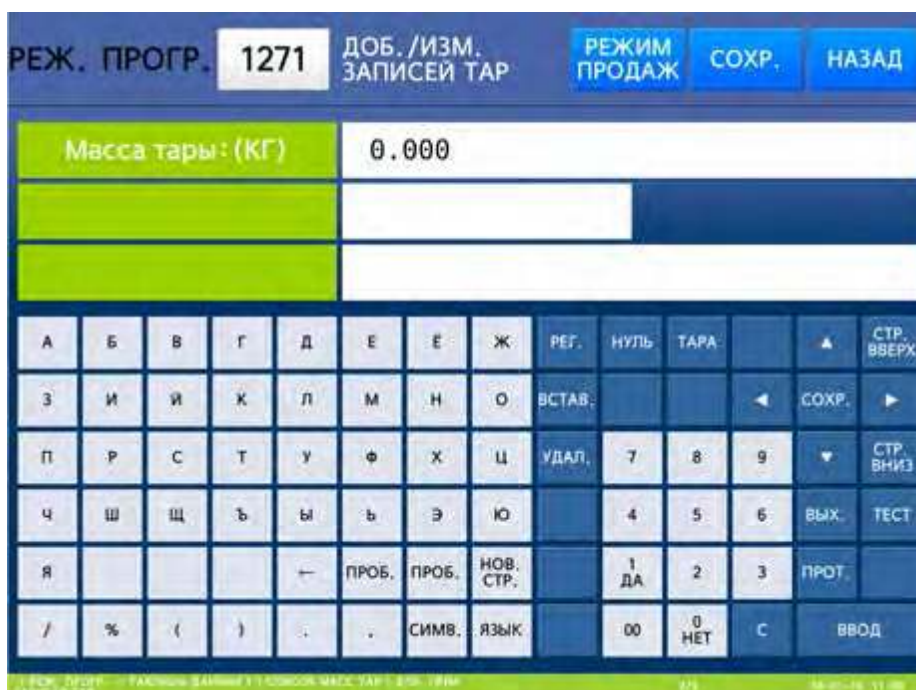 РЕЖ. ПРОГР. 1271 ДОБ./ИЗМ. РЕЖИМ СОХР. НАЗАД
ЗАПИСЕЙ ТАР ПРОДАЖ
Масса тары:(КГ) 0.000
А Б В Г Д Е Ё Ж РЕГ. НУЛЬ ТАРА ▲ СТР. ВВЕРХ
З И Й К Л М Н О ВСТАВ. ◄ СОХР. ►
П Р С Т У Ф Х Ц УДАЛ. 7 8 9 ▼ СТР. ВНИЗ
Ч Ш Щ Ъ Ы Ь Э Ю 4 5 6 ВЫХ. ТЕСТ
Я ← ПРОБ. ПРОБ. НОВ. СТР. 1 ДА 2 3 ПРОТ.
/ % ( ) . , СИМВ. ЯЗЫК 00 0 НЕТ С ВВОД